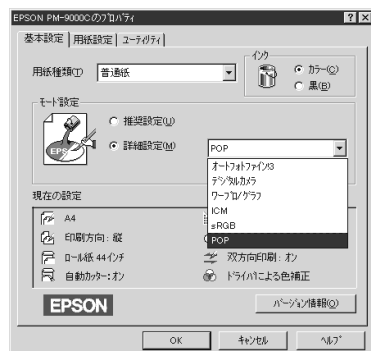 EPSON PM-9000Cのプロパティ
基本設定 用紙設定 ユーティリティ
用紙種類(T) 普通紙
インク
カラー(C)
黒(B)
モード設定
推奨設定(U)
詳細設定(M)
EPSON
POP
オートフォトファイン!3
デジタルカメラ
ワープロ/グラフ
ICM
sRGB
POP
現在の設定
A4
印刷方向:縦
ロール紙 44インチ
双方向印刷:オン
自動カッター:オン
ドライバによる色補正
EPSON
バージョン情報(O)
OK キャンセル ヘルプ